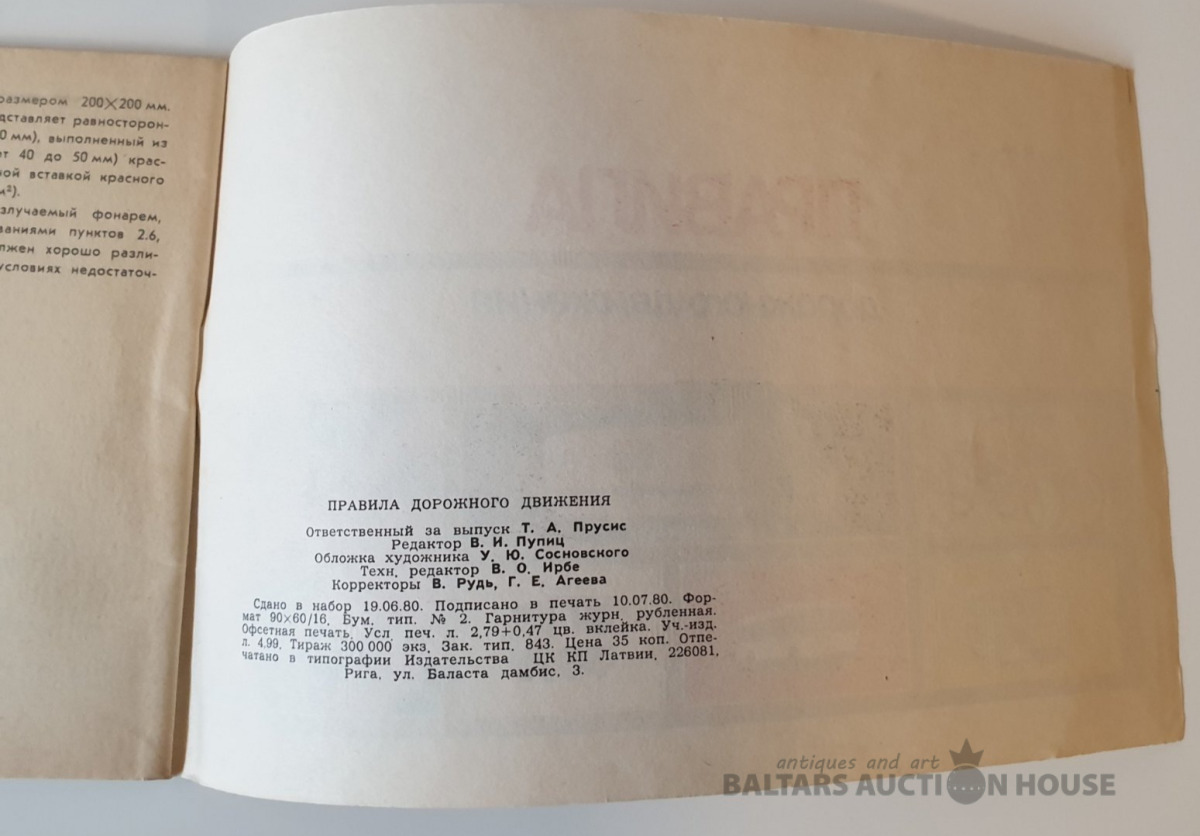 размером 200×200 мм.
дставляет равносторон-
0 мм), выполненный из
т 40 до 50 мм) крас-
ной вставкой красного
м²).
злучаемый фонарем,
ваниями пунктов 2.6,
лжен хорошо разли-
условиях недостаточ-
ПРАВИЛА
ПРАВИЛА ДОРОЖНОГО ДВИЖЕНИЯ
Ответственный за выпуск Т. А. Прусис
Редактор В. И. Пупиц
Обложка художника У. Ю. Сосновского
Техн. редактор В. О. Ирбе
Корректоры В. Рудь, Г. Е. Агеева
Сдано в набор 19.06.80. Подписано в печать 10.07.80. Фор-
мат 90×60/16. Бум. тип. № 2. Гарнитура журн. рубленная.
Офсетная печать. Усл печ. л. 2,79+0,47 цв. вклейка. Уч.-изд.
л. 4,99. Тираж 300 000 экз. Зак. тип. 843. Цена 35 коп. Отпе-
чатано в типографии Издательства ЦК КП Латвии, 226081,
Рига, ул. Баласта дамбис, 3.
antiques and art
BALTARS AUCTION HOUSE